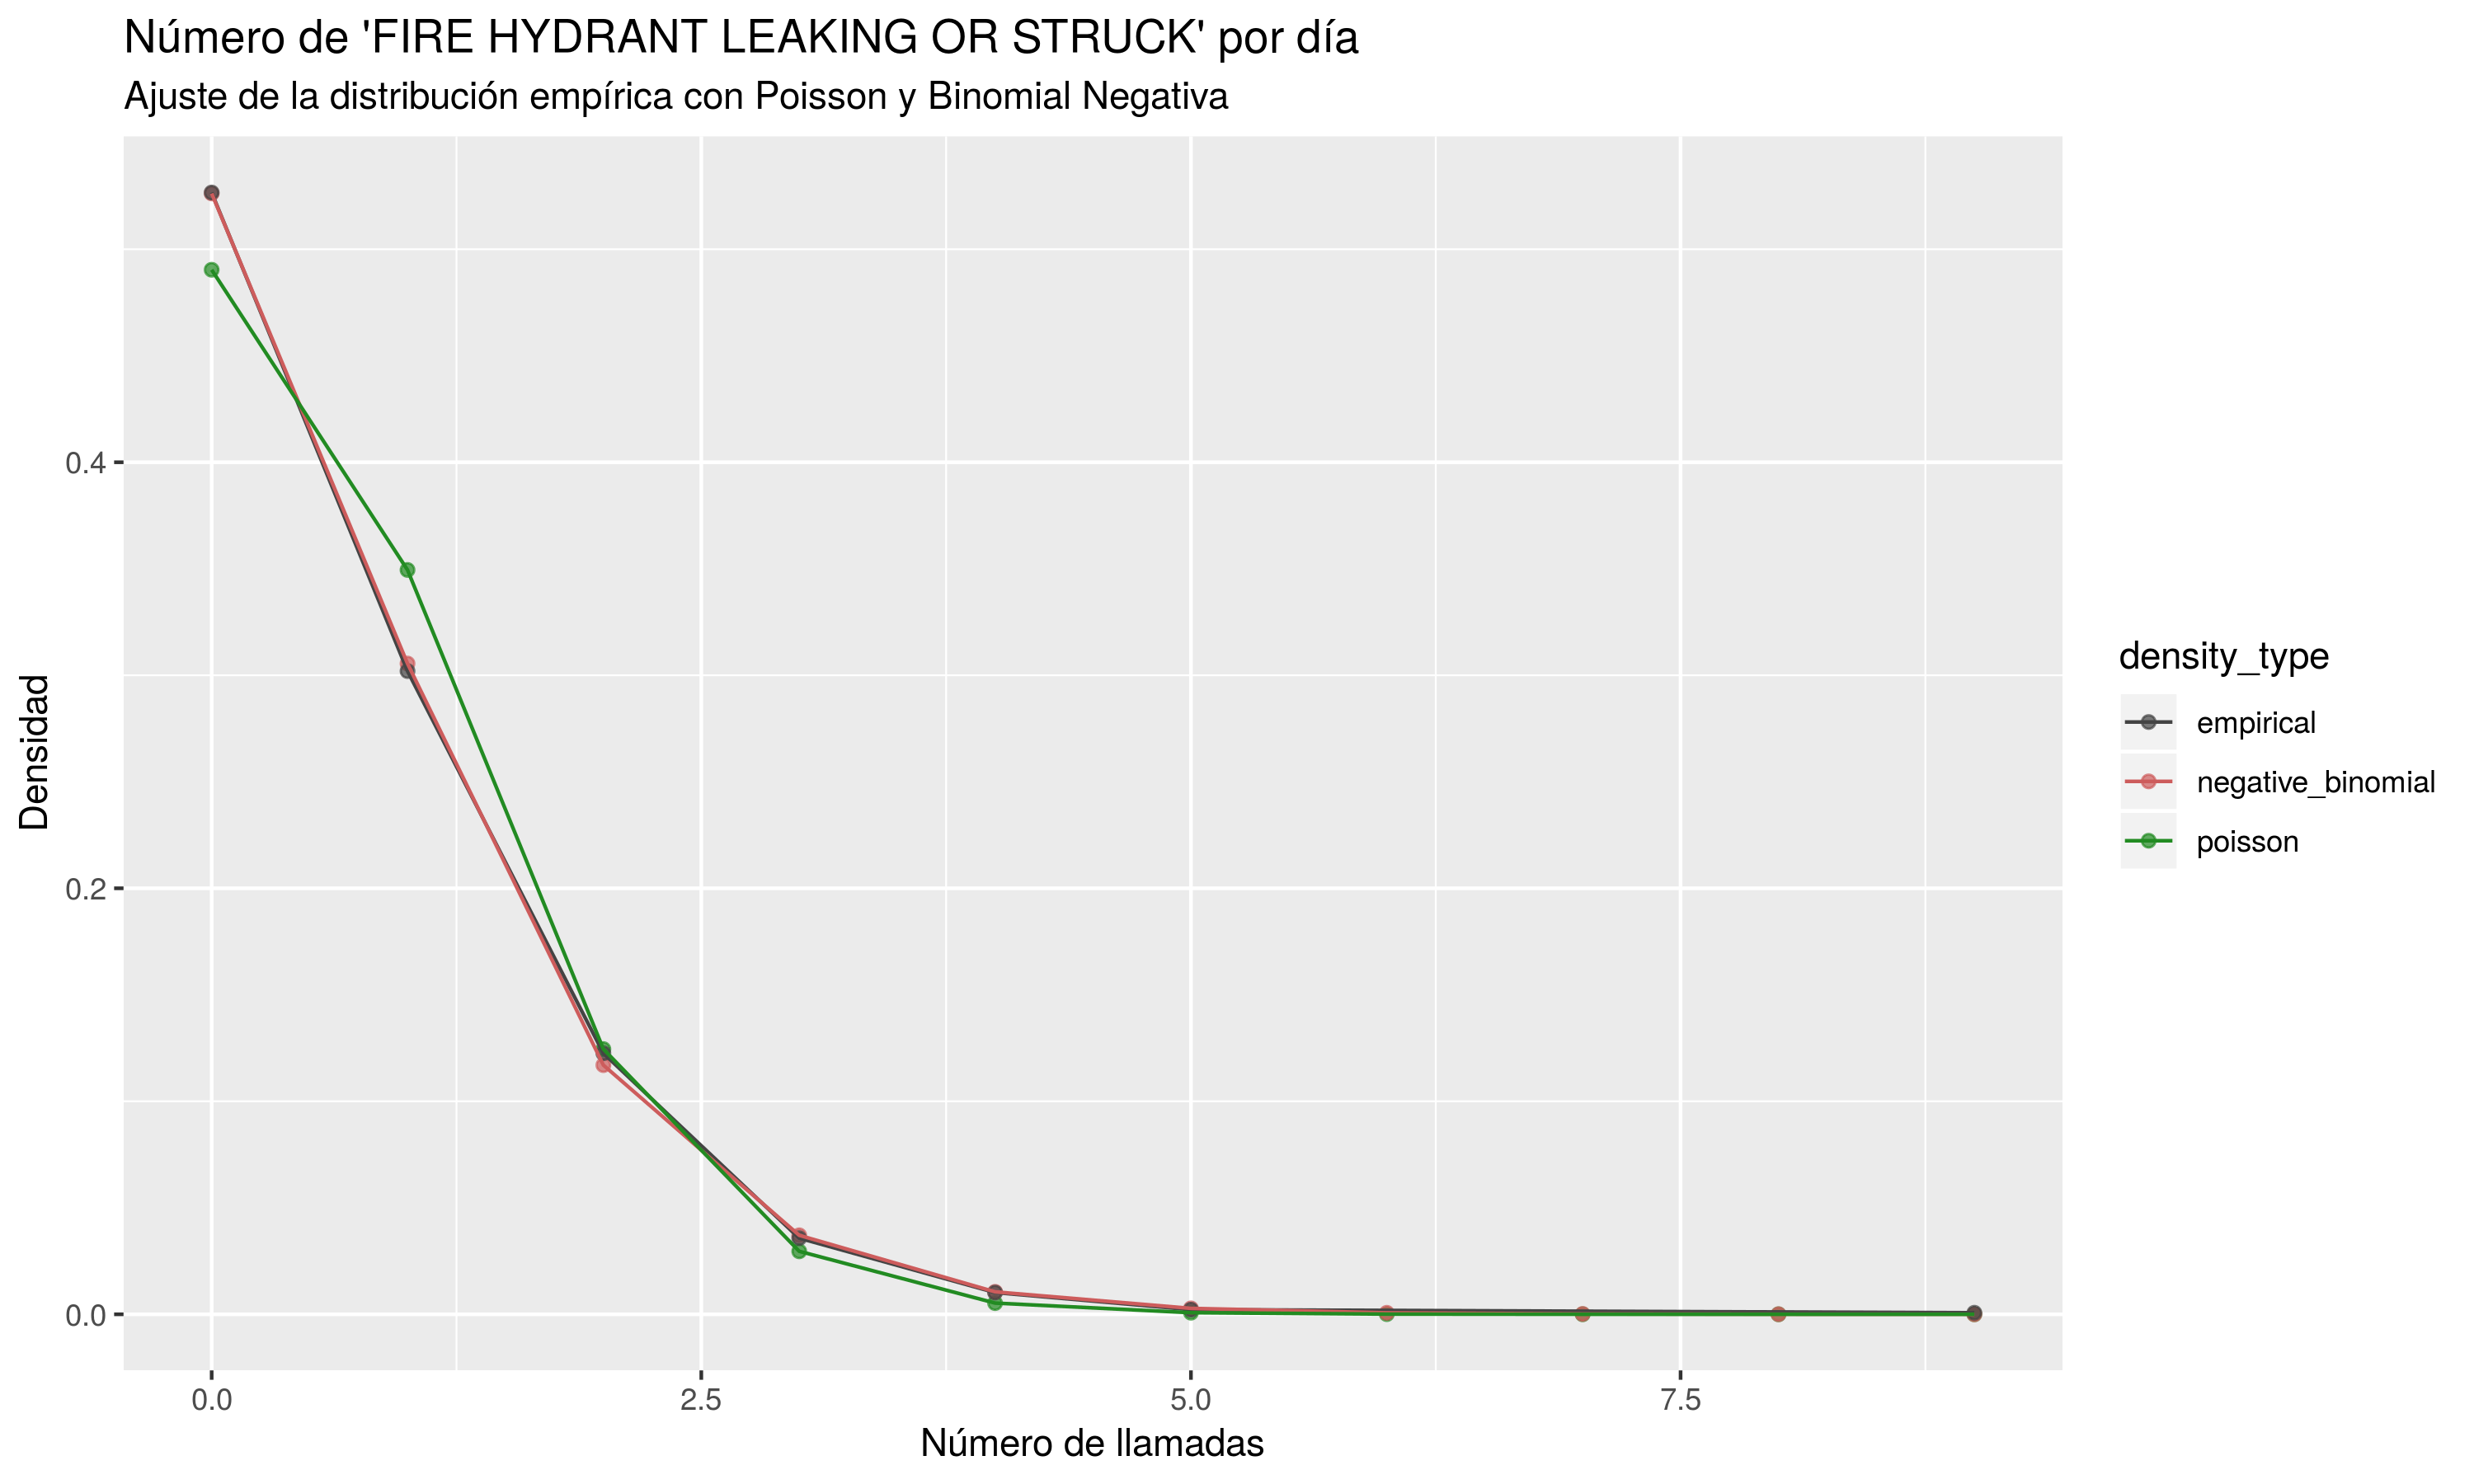 Número de 'FIRE HYDRANT LEAKING OR STRUCK' por día
Ajuste de la distribución empírica con Poisson y Binomial Negativa
Densidad
0.4
0.2
0.0
0.0 2.5 5.0 7.5
Número de llamadas
density_type
empirical
negative_binomial
poisson